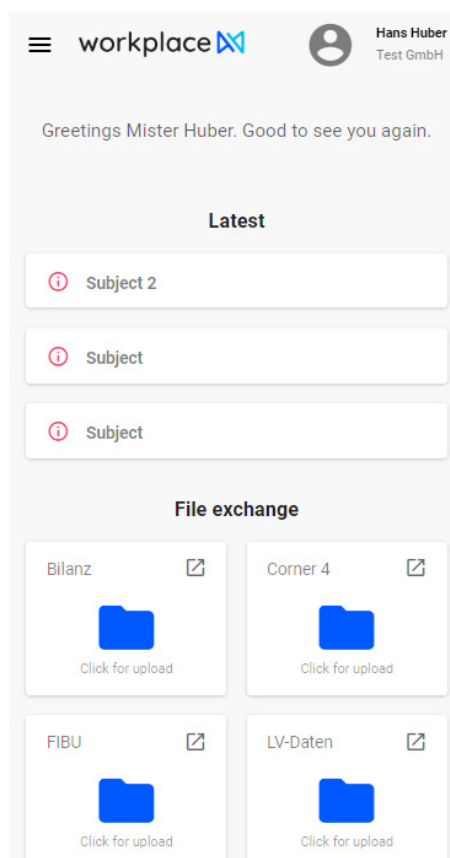 workplace
Hans Huber
Test GmbH
Greetings Mister Huber. Good to see you again.
Latest
Subject 2
Subject
Subject
File exchange
Bilanz
Click for upload
Corner 4
Click for upload
FIBU
Click for upload
LV-Daten
Click for upload